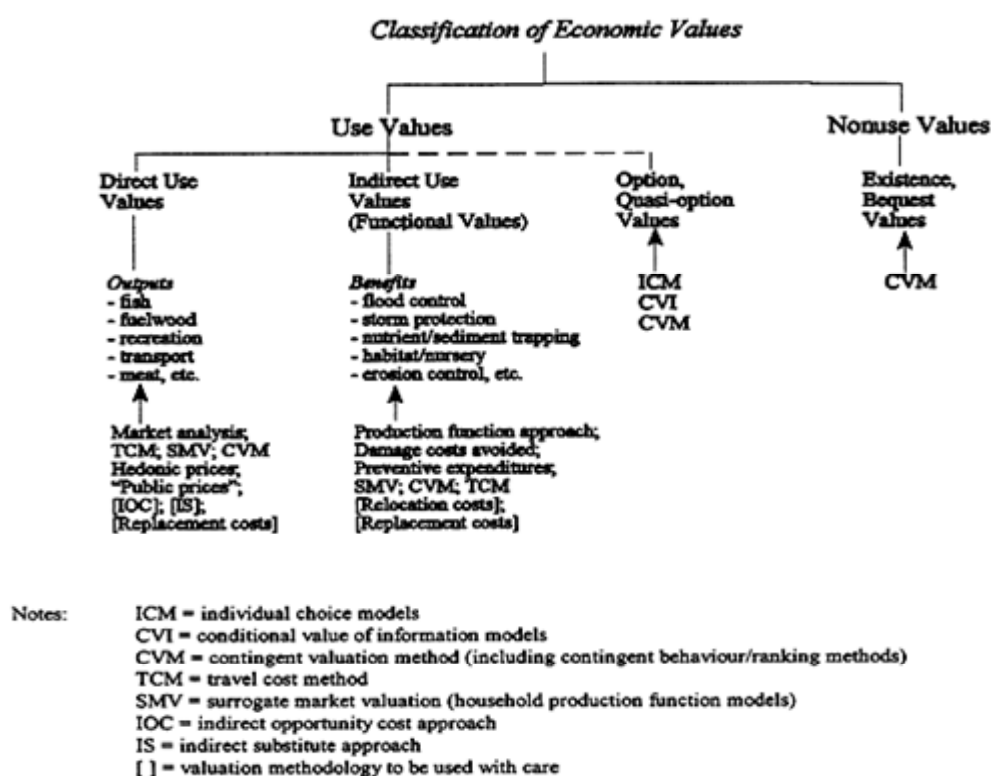 Classification of Economic Values
Use Values
Nonuse Values
Direct Use
Values
Indirect Use
Values
(Functional Values)
Option,
Quasi-option
Values
Existence,
Bequest
Values
Outputs
- fish
- fuelwood
- recreation
- transport
- meat, etc.
Benefits
- flood control
- storm protection
- nutrient/sediment trapping
- habitat/nursery
- erosion control, etc.
ICM
CVI
CVM
CVM
Market analysis;
TCM; SMV; CVM
Hedonic prices;
"Public prices";
[IOC]; [IS];
[Replacement costs]
Production function approach;
Damage costs avoided;
Preventive expenditures;
SMV; CVM; TCM
[Relocation costs];
[Replacement costs]
Notes:
ICM = individual choice models
CVI = conditional value of information models
CVM = contingent valuation method (including contingent behaviour/ranking methods)
TCM = travel cost method
SMV = surrogate market valuation (household production function models)
IOC = indirect opportunity cost approach
IS = indirect substitute approach
[ ] = valuation methodology to be used with care